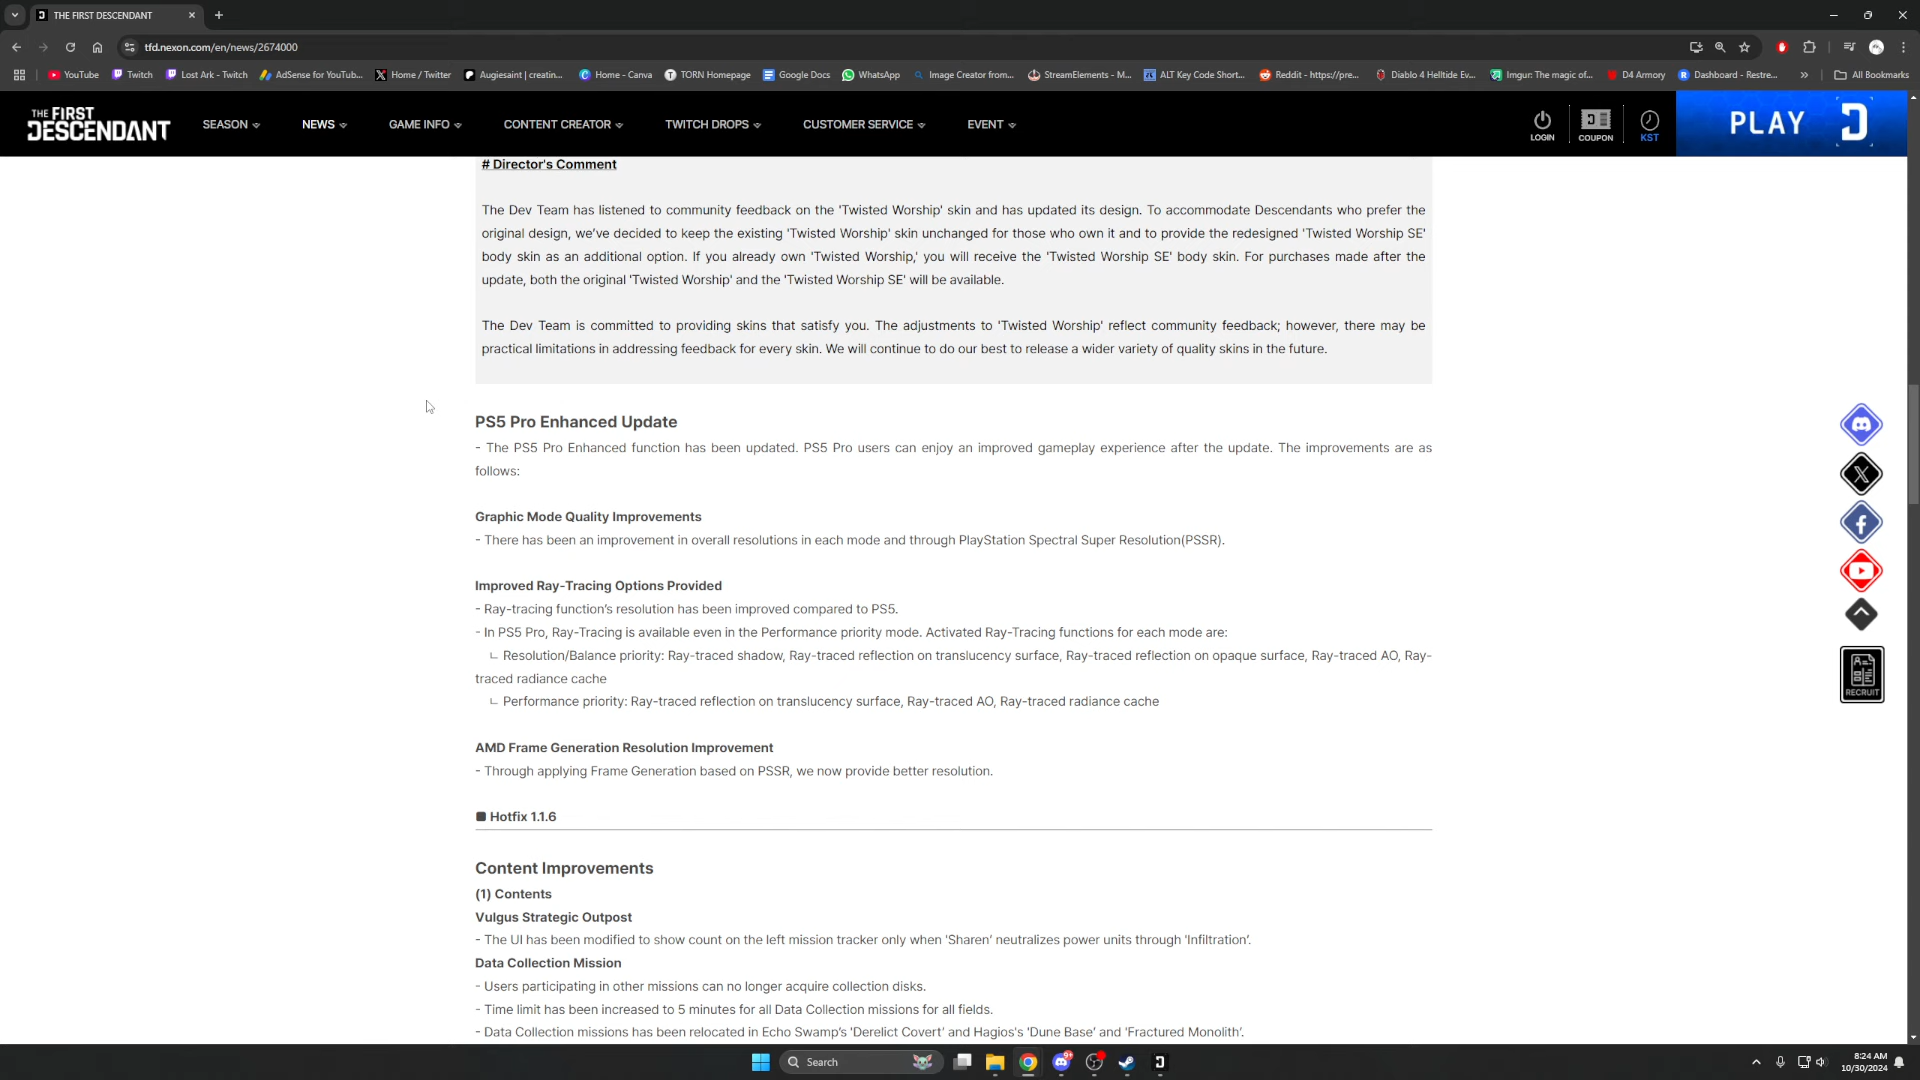 THE FIRST DESCENDANT
tfd.nexon.com/en/news/2674000
YouTube
Twitch
Lost Ark - Twitch
AdSense for YouTub...
Home / Twitter
Augiesaint | creatin...
Home - Canva
TORN Homepage
Google Docs
WhatsApp
Image Creator from...
StreamElements - M...
ALT Key Code Short...
Reddit - https://pre...
Diablo 4 Helltide Ev...
Imgur: The magic of...
D4 Armory
Dashboard - Restre...
All Bookmarks
THE FIRST
DESCENDANT
SEASON
NEWS
GAME INFO
CONTENT CREATOR
TWITCH DROPS
CUSTOMER SERVICE
EVENT
LOGIN
COUPON
KST
PLAY
# Director's Comment
The Dev Team has listened to community feedback on the 'Twisted Worship' skin and has updated its design. To accommodate Descendants who prefer the
original design, we've decided to keep the existing 'Twisted Worship' skin unchanged for those who own it and to provide the redesigned 'Twisted Worship SE'
body skin as an additional option. If you already own 'Twisted Worship,' you will receive the 'Twisted Worship SE' body skin. For purchases made after the
update, both the original 'Twisted Worship' and the 'Twisted Worship SE' will be available.
The Dev Team is committed to providing skins that satisfy you. The adjustments to 'Twisted Worship' reflect community feedback; however, there may be
practical limitations in addressing feedback for every skin. We will continue to do our best to release a wider variety of quality skins in the future.
PS5 Pro Enhanced Update
- The PS5 Pro Enhanced function has been updated. PS5 Pro users can enjoy an improved gameplay experience after the update. The improvements are as
follows:
Graphic Mode Quality Improvements
- There has been an improvement in overall resolutions in each mode and through PlayStation Spectral Super Resolution(PSSR).
Improved Ray-Tracing Options Provided
- Ray-tracing function's resolution has been improved compared to PS5.
- In PS5 Pro, Ray-Tracing is available even in the Performance priority mode. Activated Ray-Tracing functions for each mode are:
ㄴ Resolution/Balance priority: Ray-traced shadow, Ray-traced reflection on translucency surface, Ray-traced reflection on opaque surface, Ray-traced AO, Ray-
traced radiance cache
ㄴ Performance priority: Ray-traced reflection on translucency surface, Ray-traced AO, Ray-traced radiance cache
AMD Frame Generation Resolution Improvement
- Through applying Frame Generation based on PSSR, we now provide better resolution.
Hotfix 1.1.6
Content Improvements
(1) Contents
Vulgus Strategic Outpost
- The UI has been modified to show count on the left mission tracker only when 'Sharen' neutralizes power units through 'Infiltration'.
Data Collection Mission
- Users participating in other missions can no longer acquire collection disks.
- Time limit has been increased to 5 minutes for all Data Collection missions for all fields.
- Data Collection missions has been relocated in Echo Swamp's 'Derelict Covert' and Hagios's 'Dune Base' and 'Fractured Monolith'.
RECRUIT
Search
9+
8:24 AM
10/30/2024